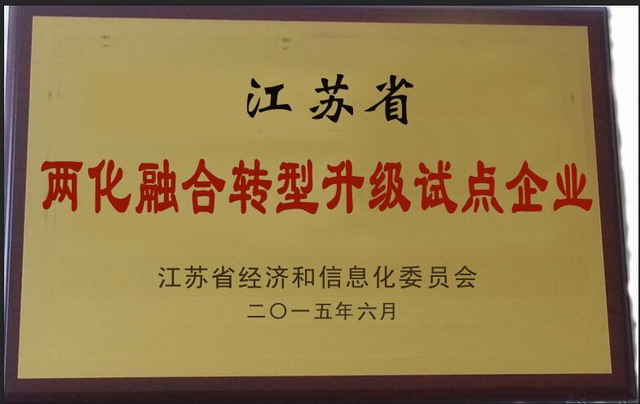 江苏省
两化融合转型升级试点企业
江苏省经济和信息化委员会
二〇一五年六月